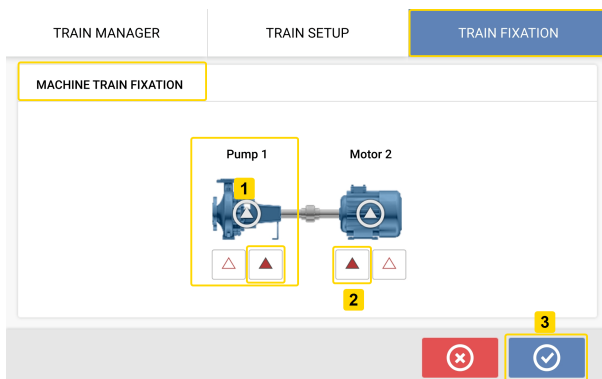 TRAIN MANAGER TRAIN SETUP TRAIN FIXATION
MACHINE TRAIN FIXATION
Pump 1 Motor 2
1
2
3